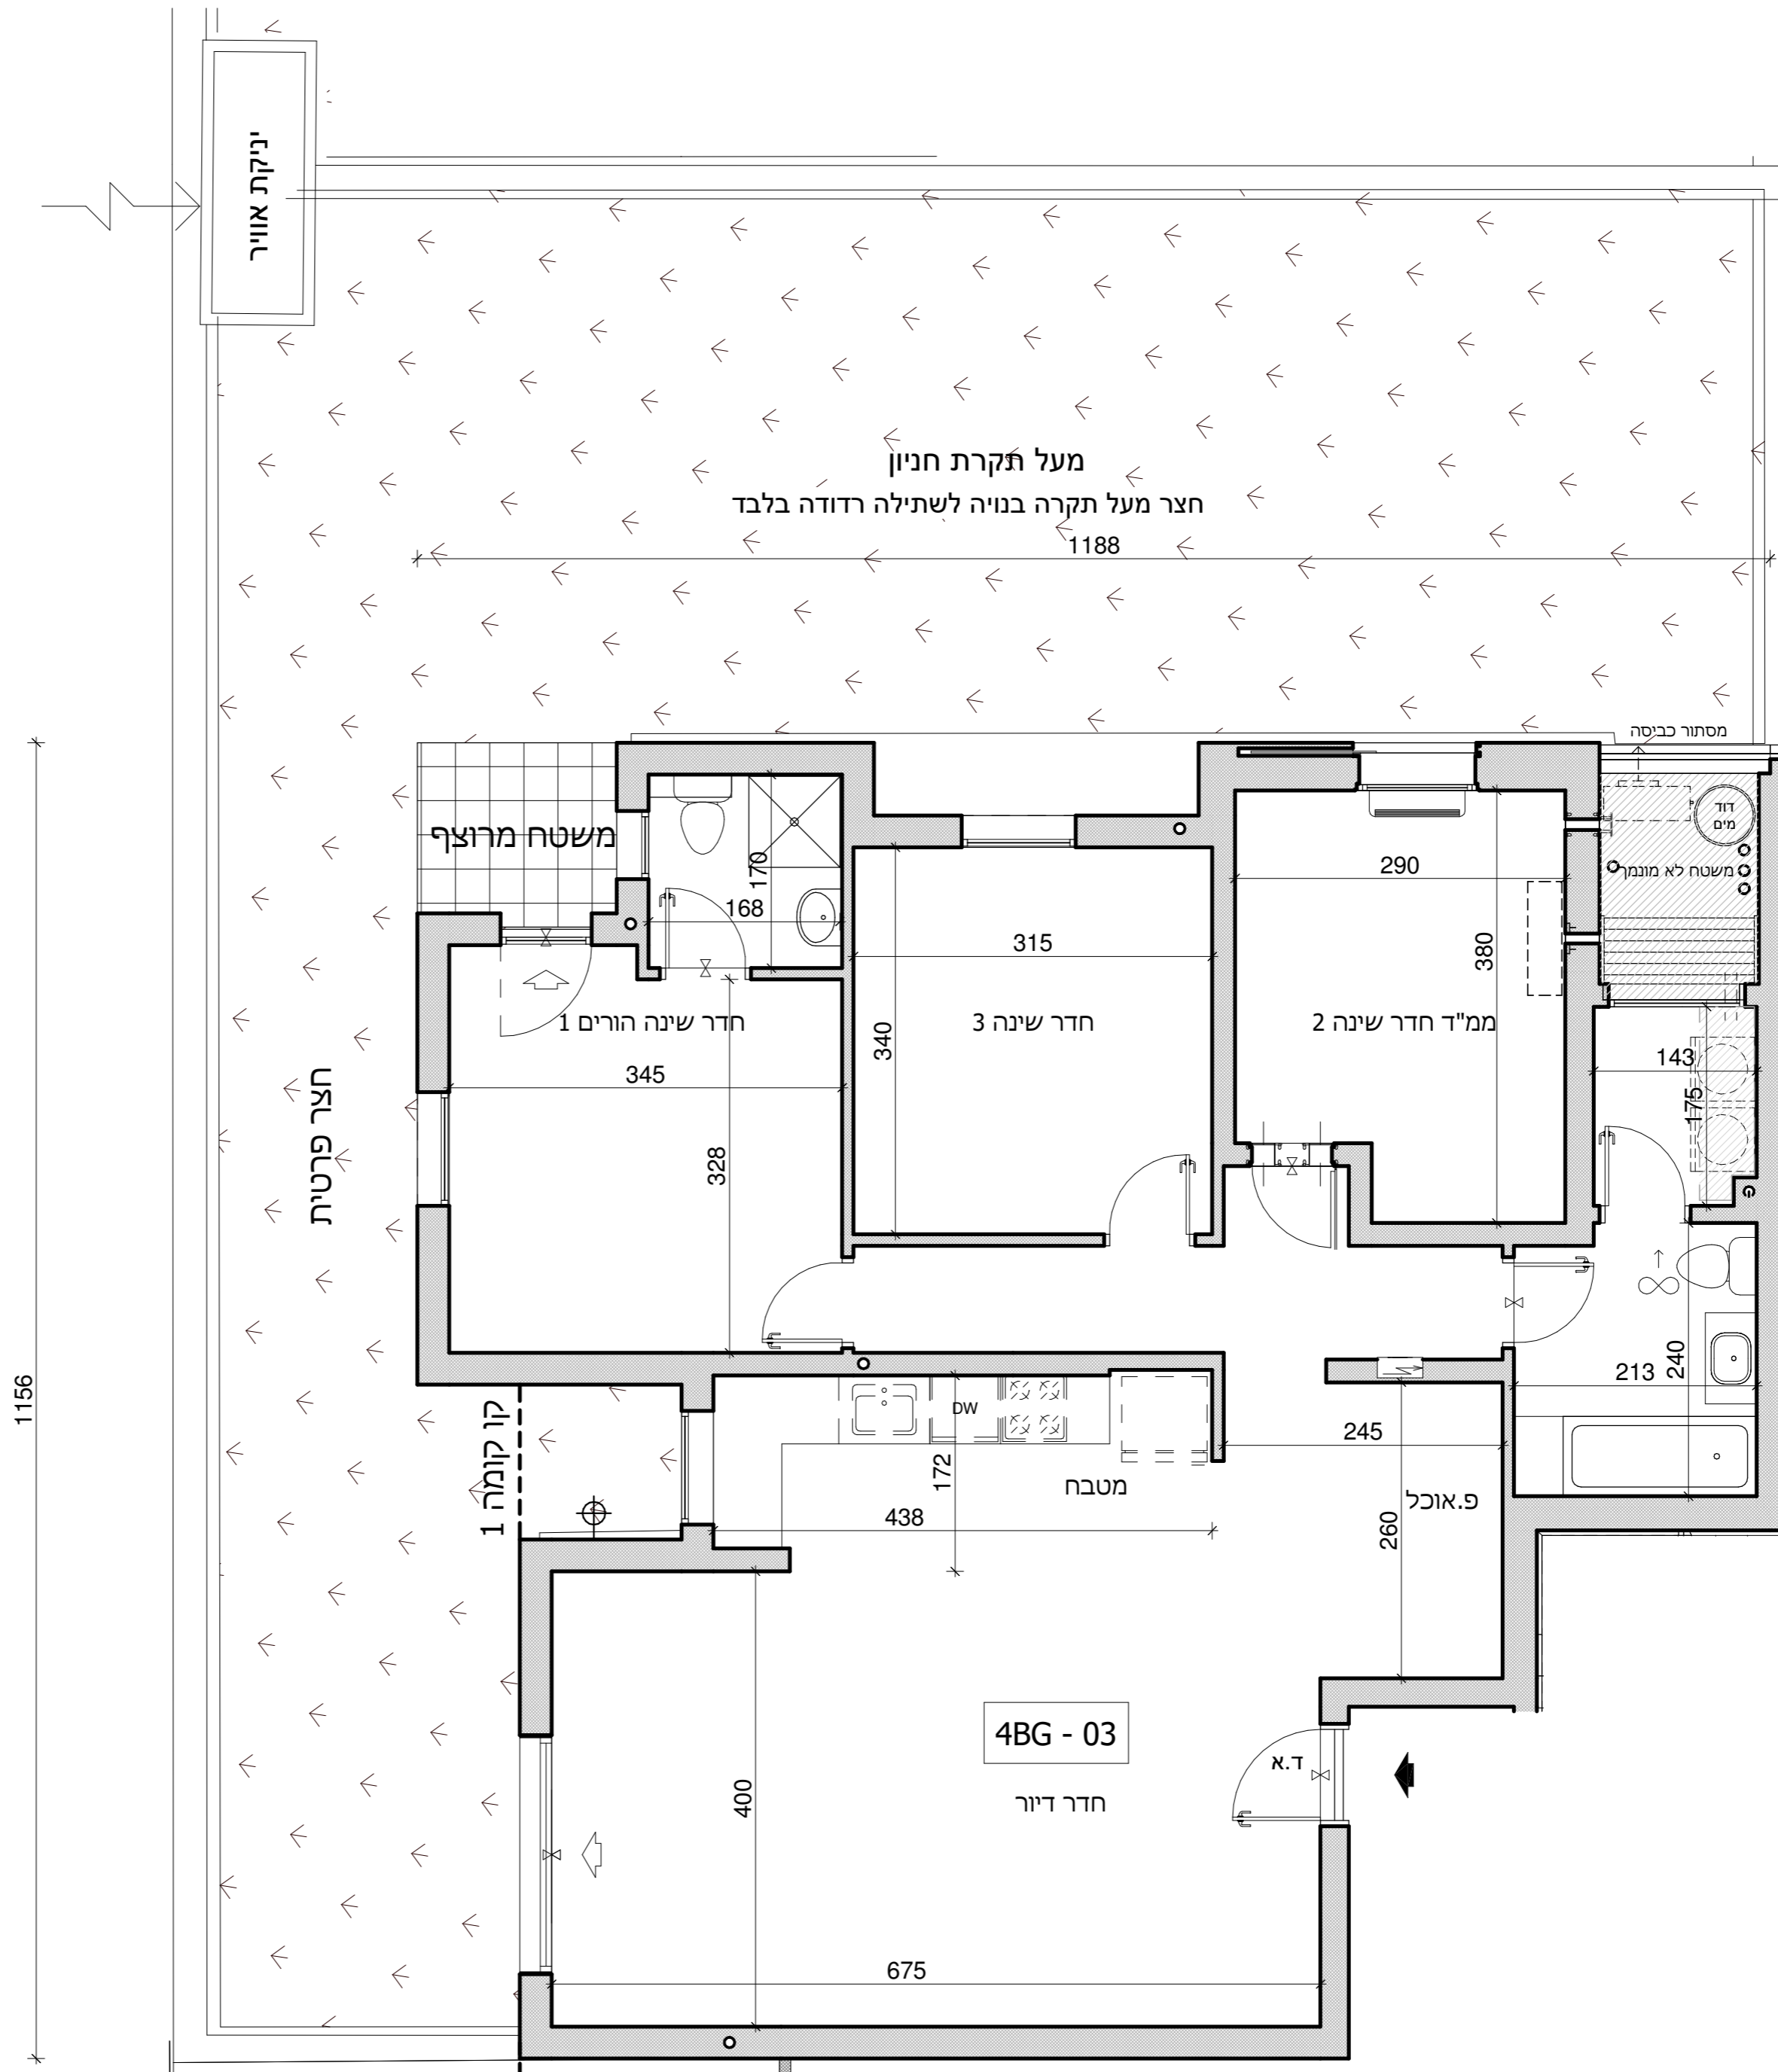 יניקת אוויר
מעל תקרת חניון
חצר מעל תקרה בנויה לשתילה רדודה בלבד
1188
מסתור כביסה
דוד
מים
משטח לא מונמך
משטח מרוצף
170
168
290
315
380
340
חדר שינה הורים 1
חדר שינה 3
ממ"ד חדר שינה 2
345
143
175
328
חצר פרטית
1156
213
240
קו קומה 1
DW
172
מטבח
438
245
פ.אוכל
260
4BG - 03
ד.א
חדר דיור
400
675